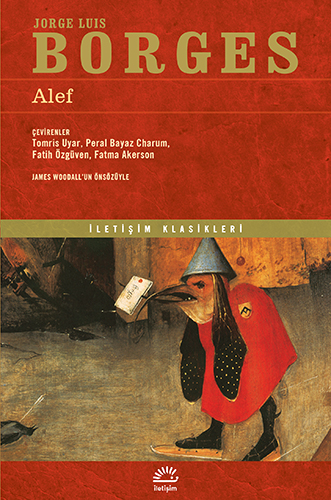 JORGE LUIS
BORGES
Alef
ÇEVİRENLER
Tomris Uyar, Peral Bayaz Charum,
Fatih Özgüven, Fatma Akerson
JAMES WOODALL'UN ÖNSÖZÜYLE
İLETİŞİM KLASİKLERİ
iletişim